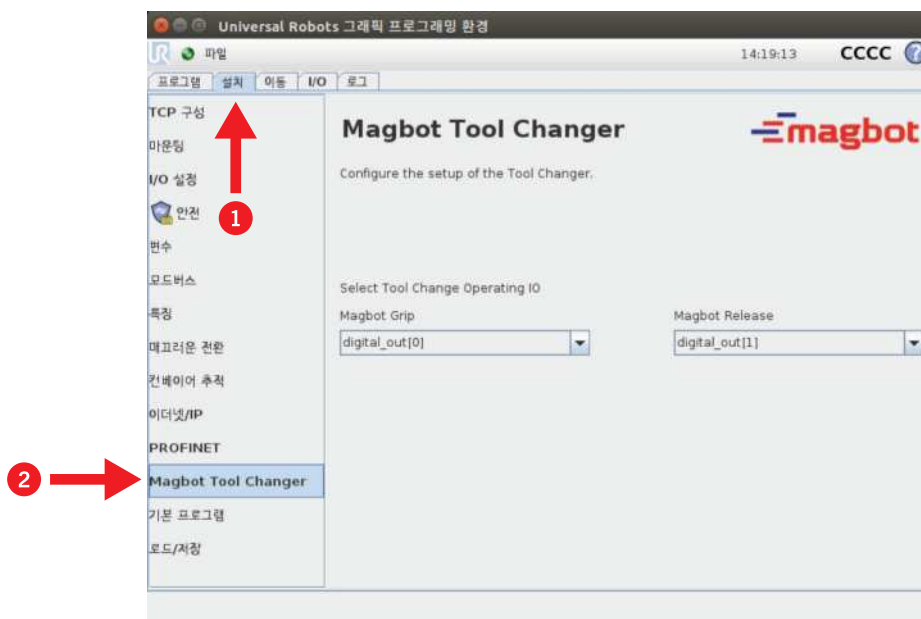 Universal Robots 그래픽 프로그래밍 환경
파일
14:19:13
CCCC
?
프로그램 설치 이동 I/O 로그
TCP 구성
마운팅
I/O 설정
안전
변수
모드버스
특징
매끄러운 전환
컨베이어 추적
이더넷/IP
PROFINET
Magbot Tool Changer
기본 프로그램
로드/저장
1
2
Magbot Tool Changer
magbot
Configure the setup of the Tool Changer.
Select Tool Change Operating IO
Magbot Grip
Magbot Release
digital_out[0]
digital_out[1]